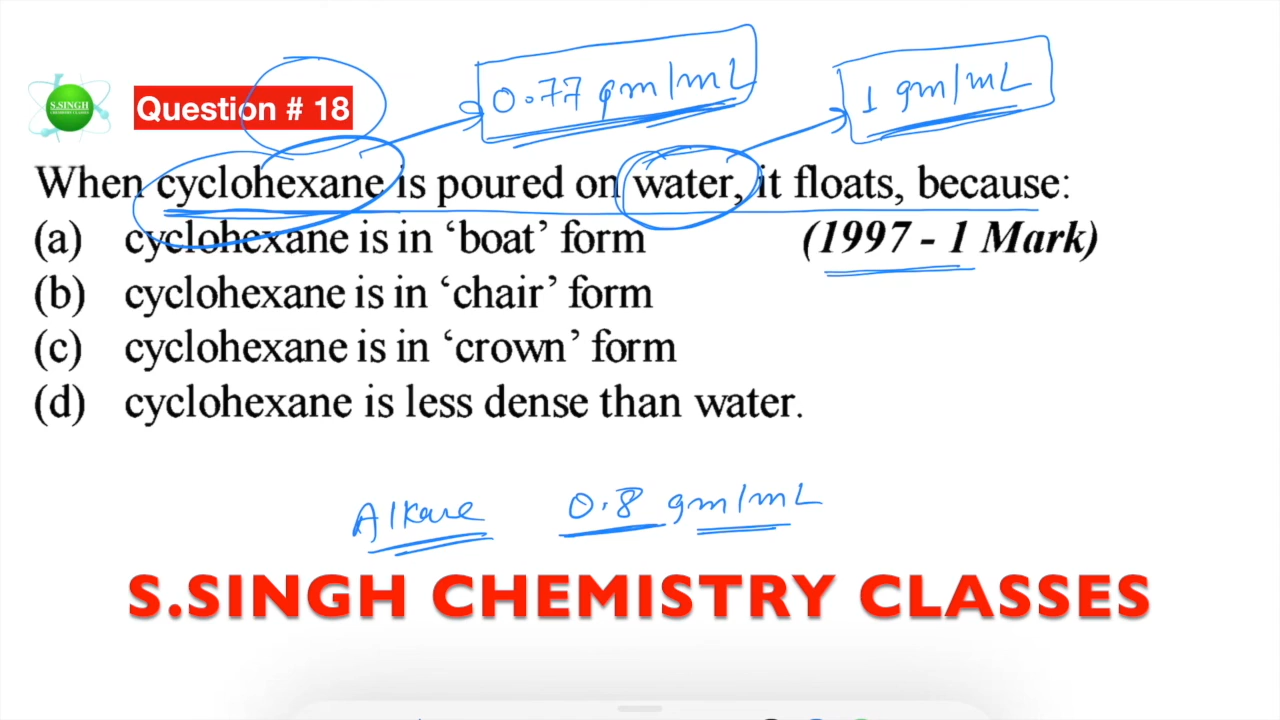 0.77 gm/mL
1 gm/mL
S.SINGH
CHEMISTRY CLASSES
Question # 18
When cyclohexane is poured on water, it floats, because:
(a) cyclohexane is in ‘boat’ form (1997 - 1 Mark)
(b) cyclohexane is in ‘chair’ form
(c) cyclohexane is in ‘crown’ form
(d) cyclohexane is less dense than water.
Alkane 0.8 gm/mL
S.SINGH CHEMISTRY CLASSES